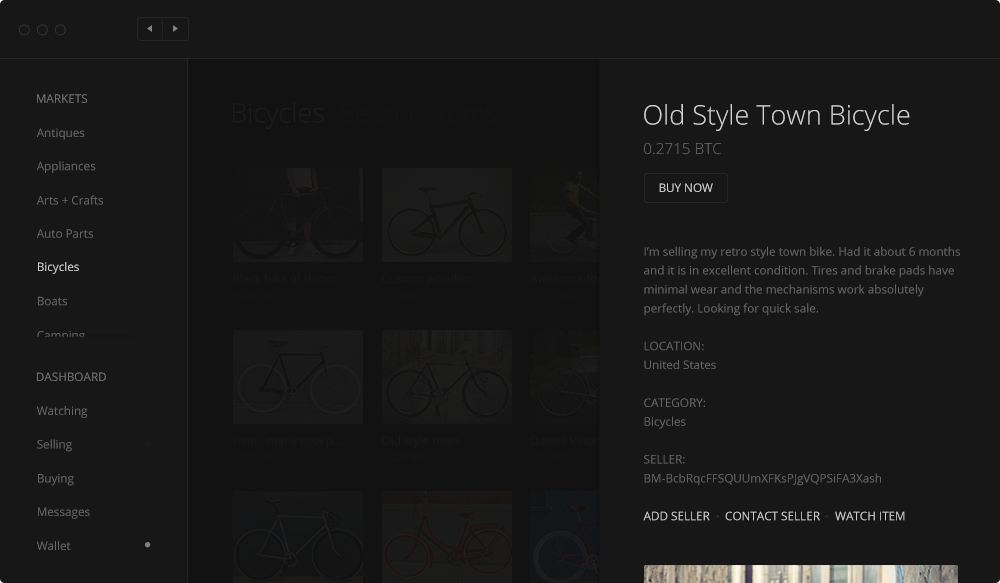 MARKETS
Antiques
Appliances
Arts + Crafts
Auto Parts
Bicycles
Boats
Camping
DASHBOARD
Watching
Selling
Buying
Messages
Wallet
Bicycles
Old Style Town Bicycle
0.2715 BTC
BUY NOW
I'm selling my retro style town bike. Had it about 6 months
and it is in excellent condition. Tires and brake pads have
minimal wear and the mechanisms work absolutely
perfectly. Looking for quick sale.
LOCATION:
United States
CATEGORY:
Bicycles
SELLER:
BM-BcbRqcFFSQUUmXFKsPJgVQPSiFA3Xash
ADD SELLER · CONTACT SELLER · WATCH ITEM